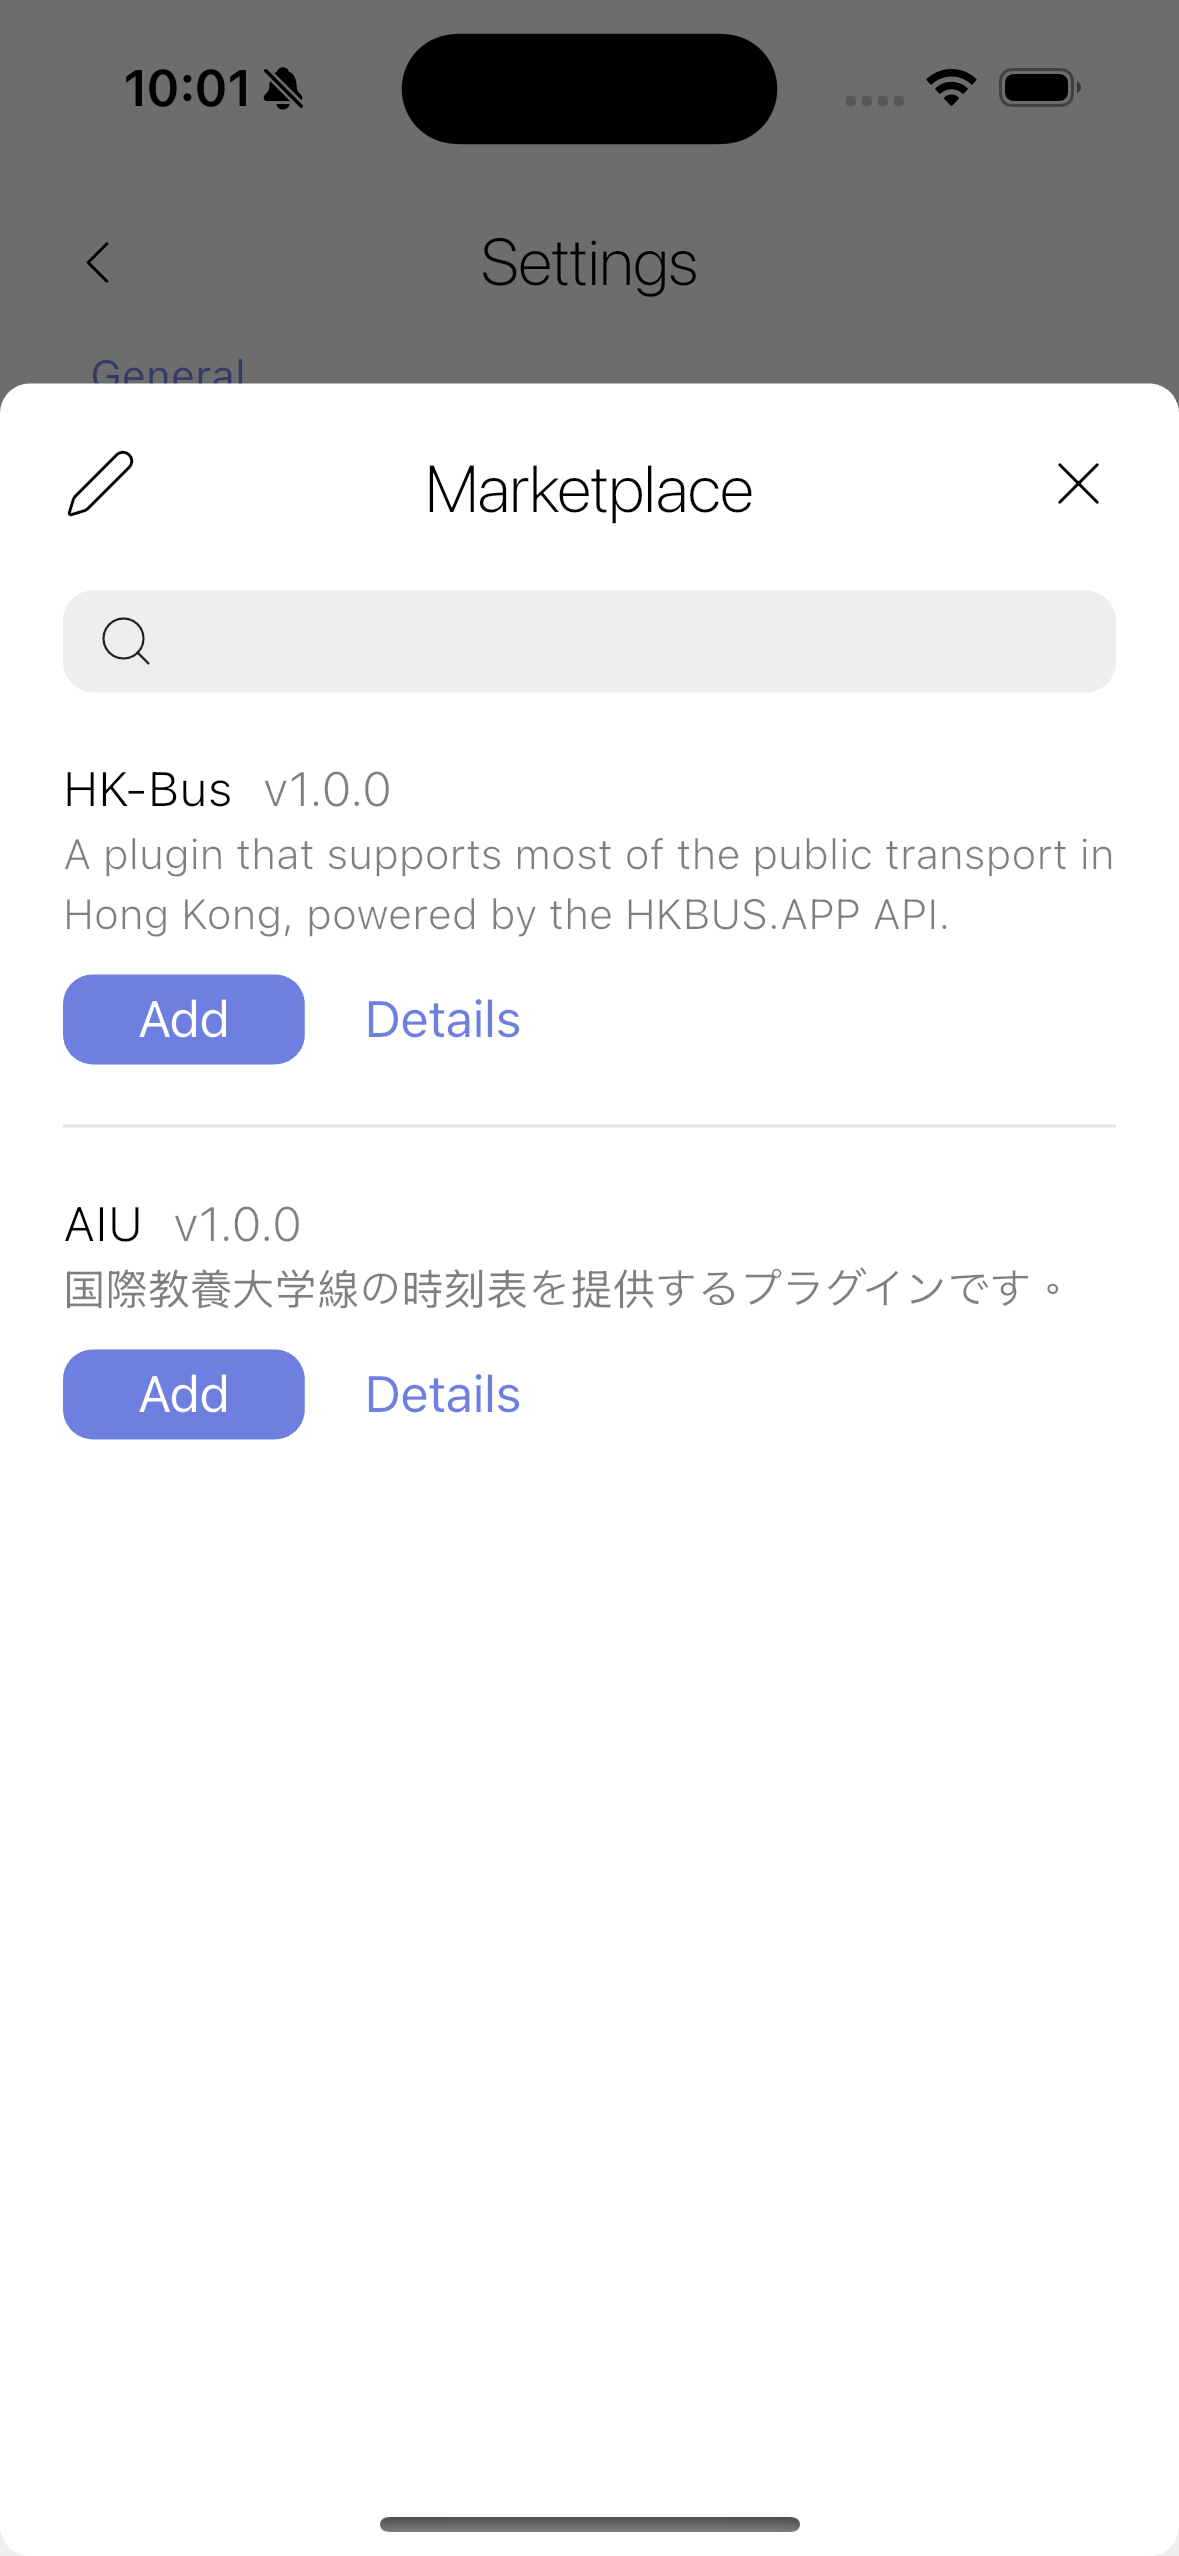 10:01
Settings
General
Marketplace
HK-Bus v1.0.0
A plugin that supports most of the public transport in
Hong Kong, powered by the HKBUS.APP API.
Add Details
AIU v1.0.0
国際教養大学線の時刻表を提供するプラグインです。
Add Details